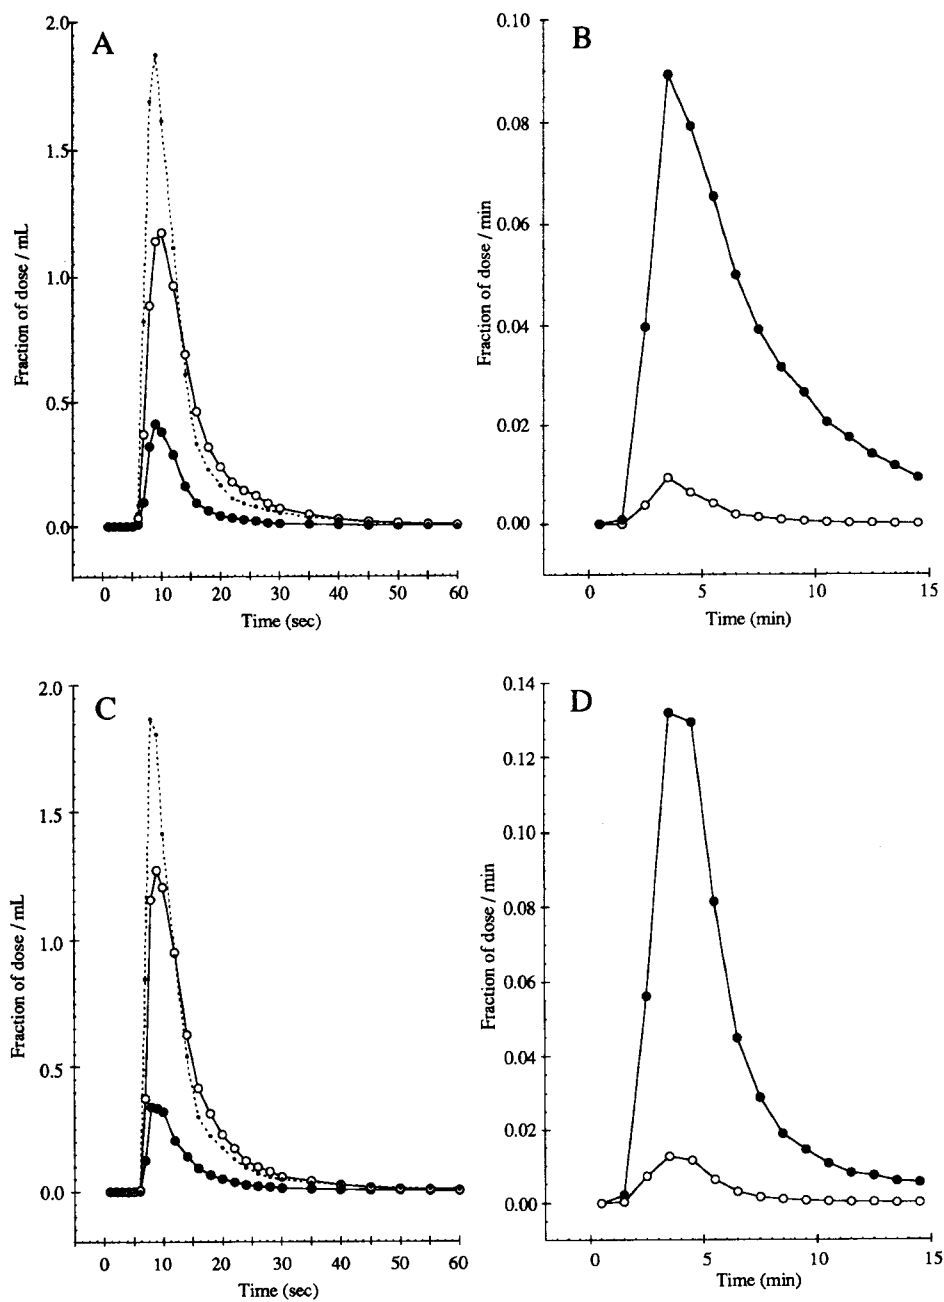 A
2.0
1.5
1.0
0.5
0.0
Fraction of dose / mL
0 10 20 30 40 50 60
Time (sec)
B
0.10
0.08
0.06
0.04
0.02
0.00
Fraction of dose / min
0 5 10 15
Time (min)
C
2.0
1.5
1.0
0.5
0.0
Fraction of dose / mL
0 10 20 30 40 50 60
Time (sec)
D
0.14
0.12
0.10
0.08
0.06
0.04
0.02
0.00
Fraction of dose / min
0 5 10 15
Time (min)